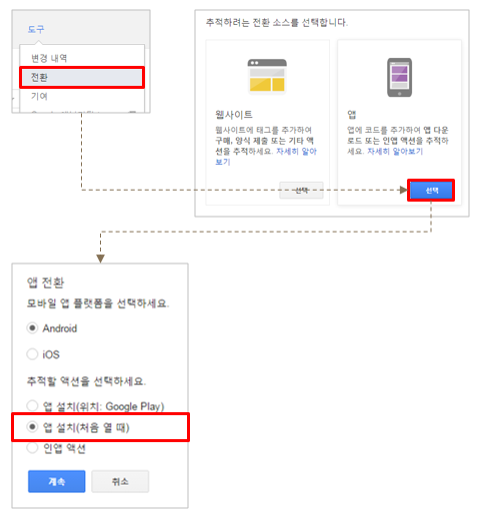 도구
변경 내역
전환
기여
추적하려는 전환 소스를 선택합니다.
웹사이트
웹사이트에 태그를 추가하여
구매, 양식 제출 또는 기타 액
션을 추적하세요. 자세히 알아
보기
선택
앱
앱에 코드를 추가하여 앱 다운
로드 또는 인앱 액션을 추적하
세요. 자세히 알아보기
선택
앱 전환
모바일 앱 플랫폼을 선택하세요.
Android
iOS
추적할 액션을 선택하세요.
앱 설치(위치: Google Play)
앱 설치(처음 열 때)
인앱 액션
계속
취소